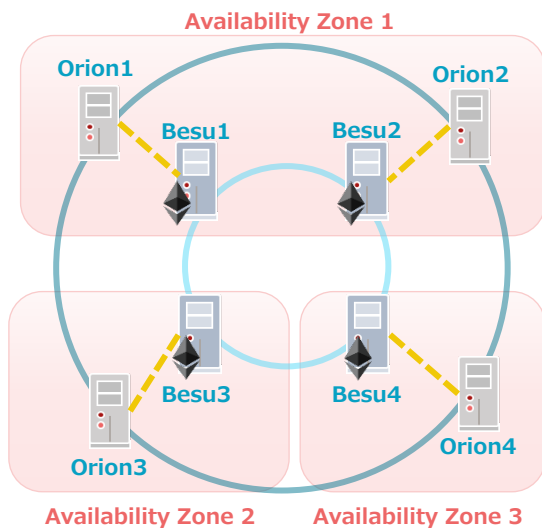 Availability Zone 1
Orion1
Orion2
Besu1
Besu2
Besu3
Besu4
Orion3
Orion4
Availability Zone 2
Availability Zone 3